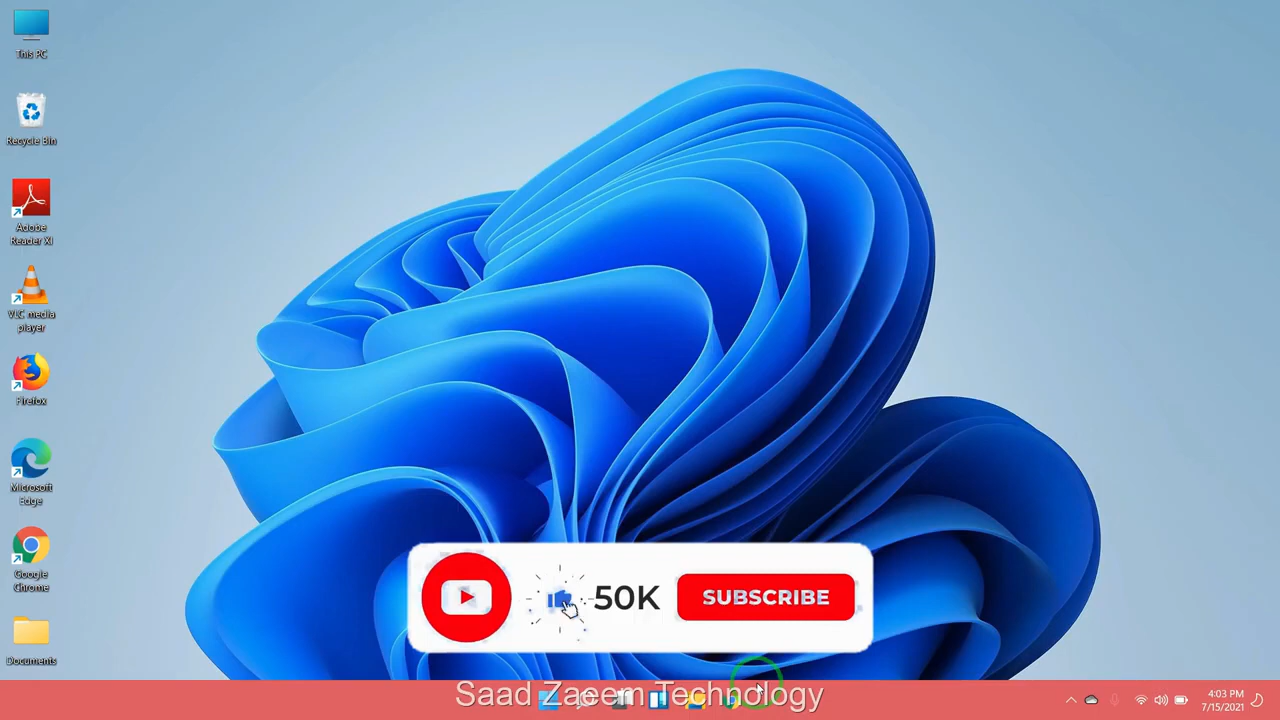 This PC
Recycle Bin
Adobe
Reader XI
VLC media
player
Firefox
Microsoft
Edge
Google
Chrome
Documents
50K
SUBSCRIBE
Saad Zaeem Technology
4:03 PM
7/15/2021